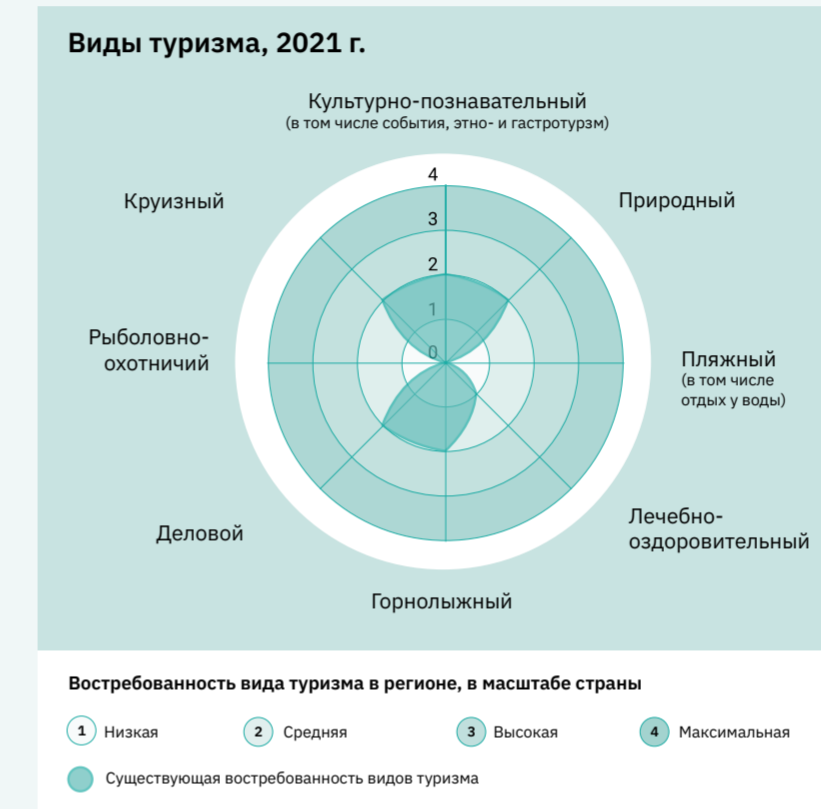 Виды туризма, 2021 г.
Культурно-познавательный
(в том числе события, этно- и гастротурзм)
Круизный
Природный
4
3
2
1
0
Рыболовно-
охотничий
Пляжный
(в том числе
отдых у воды)
Деловой
Лечебно-
оздоровительный
Горнолыжный
Востребованность вида туризма в регионе, в масштабе страны
1 Низкая
2 Средняя
3 Высокая
4 Максимальная
Существующая востребованность видов туризма